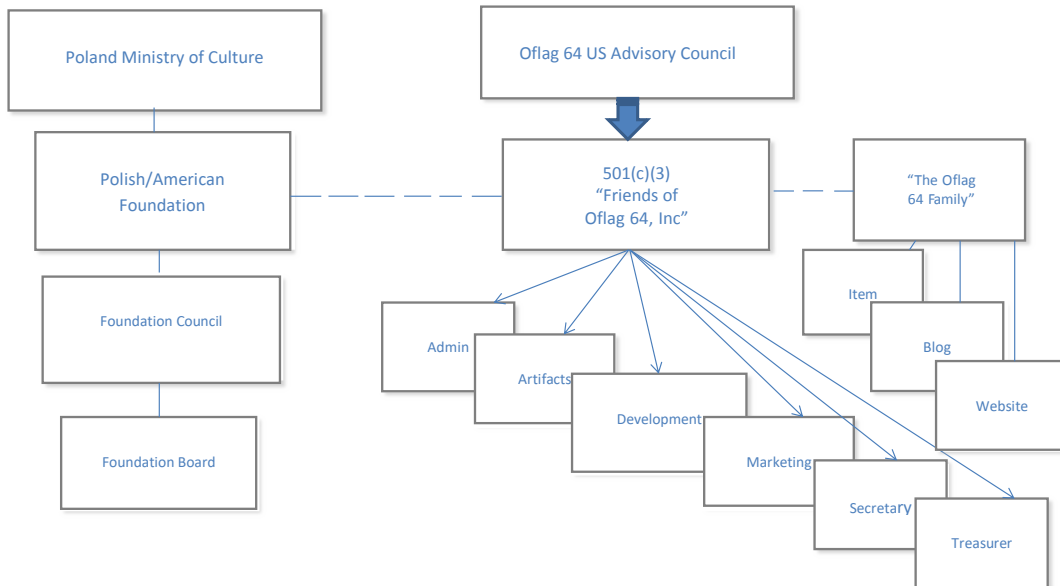 Poland Ministry of Culture
Oflag 64 US Advisory Council
Polish/American
Foundation
501(c)(3)
“Friends of
Oflag 64, Inc”
“The Oflag
64 Family”
Foundation Council
Foundation Board
Admin
Artifacts
Development
Marketing
Secretary
Treasurer
Item
Blog
Website